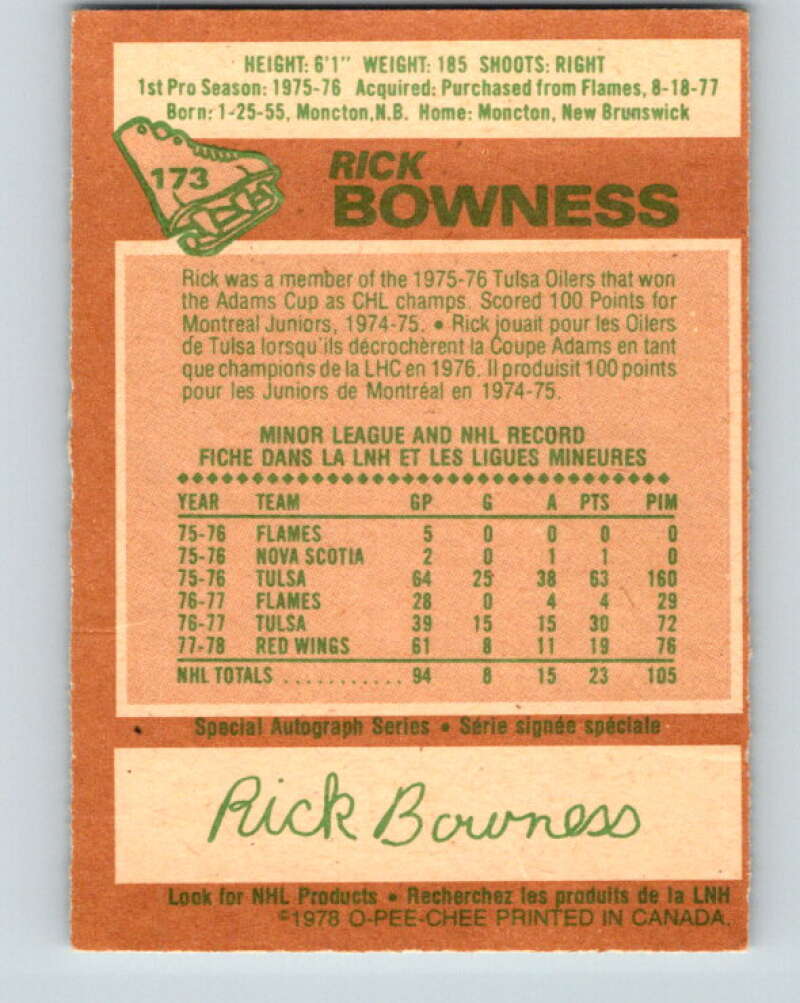 HEIGHT: 6'1" WEIGHT: 185 SHOOTS: RIGHT
1st Pro Season: 1975-76 Acquired: Purchased from Flames, 8-18-77
Born: 1-25-55, Moncton,N.B. Home: Moncton, New Brunswick
173
RICK
BOWNESS
Rick was a member of the 1975-76 Tulsa Oilers that won
the Adams Cup as CHL champs. Scored 100 Points for
Montreal Juniors, 1974-75. • Rick jouait pour les Oilers
de Tulsa lorsqu'ils décrochèrent la Coupe Adams en tant
que champions de la LHC en 1976. Il produisit 100 points
pour les Juniors de Montréal en 1974-75.
MINOR LEAGUE AND NHL RECORD
FICHE DANS LA LNH ET LES LIGUES MINEURES
YEAR TEAM GP G A PTS PIM
75-76 FLAMES 5 0 0 0 0
75-76 NOVA SCOTIA 2 0 1 1 0
75-76 TULSA 64 25 38 63 160
76-77 FLAMES 28 0 4 4 29
76-77 TULSA 39 15 15 30 72
77-78 RED WINGS 61 8 11 19 76
NHL TOTALS ........... 94 8 15 23 105
Special Autograph Series • Série signée spéciale
Rick Bowness
Look for NHL Products • Recherchez les produits de la LNH
©1978 O-PEE-CHEE PRINTED IN CANADA.